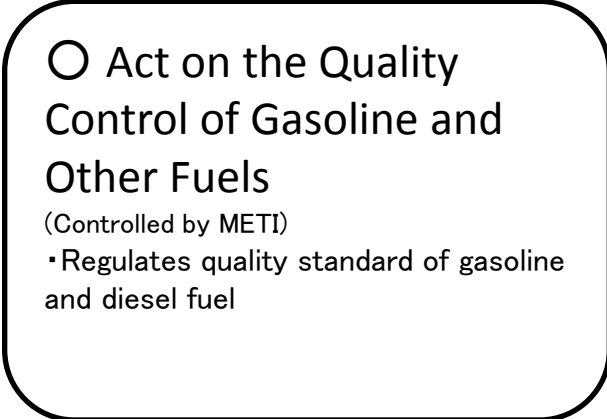 ○ Act on the Quality
Control of Gasoline and
Other Fuels
(Controlled by METI)
・Regulates quality standard of gasoline
and diesel fuel